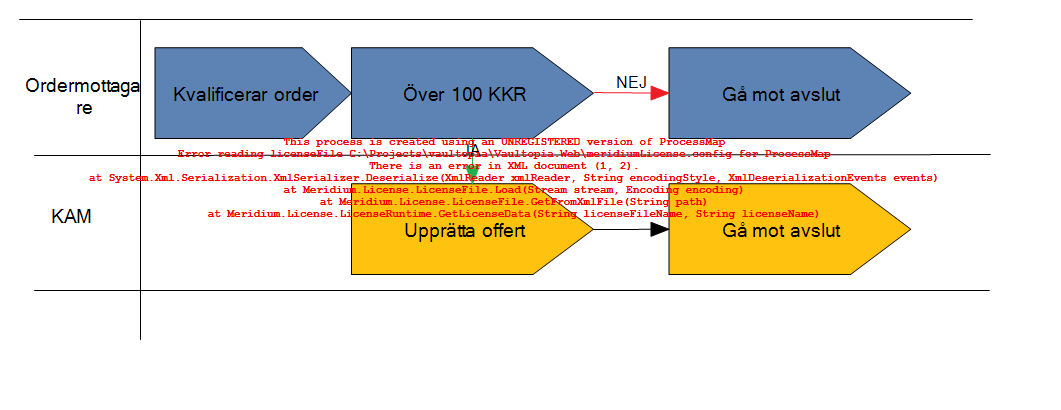 Ordermottaga
re
Kvalificerar order
Över 100 KKR
NEJ
Gå mot avslut
JA
This process is created using an UNREGISTERED version of ProcessMap
Error reading licenseFile C:\Projects\vaultopia\Vaultopia.Web\meridiumLicense.config for ProcessMap
There is an error in XML document (1, 2).
at System.Xml.Serialization.XmlSerializer.Deserialize(XmlReader xmlReader, String encodingStyle, XmlDeserializationEvents events)
at Meridium.License.LicenseFile.Load(Stream stream, Encoding encoding)
at Meridium.License.LicenseFile.GetFromXmlFile(String path)
at Meridium.License.LicenseRuntime.GetLicenseData(String licenseFileName, String licenseName)
KAM
Upprätta offert
Gå mot avslut